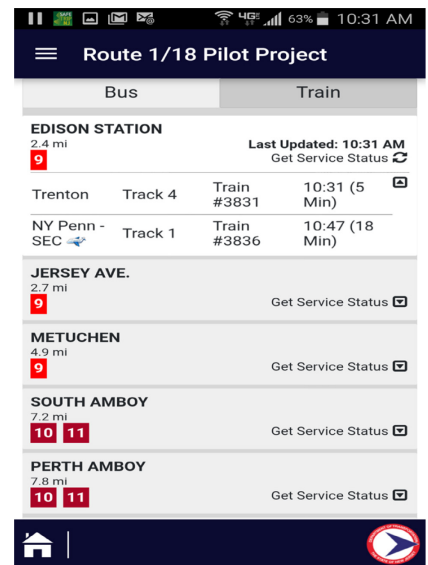 4G 63% 10:31 AM
Route 1/18 Pilot Project
Bus Train
EDISON STATION
2.4 mi Last Updated: 10:31 AM
9 Get Service Status
Trenton Track 4 Train #3831 10:31 (5 Min)
NY Penn - SEC Track 1 Train #3836 10:47 (18 Min)
JERSEY AVE.
2.7 mi
9 Get Service Status
METUCHEN
4.9 mi
9 Get Service Status
SOUTH AMBOY
7.2 mi
10 11 Get Service Status
PERTH AMBOY
7.8 mi
10 11 Get Service Status